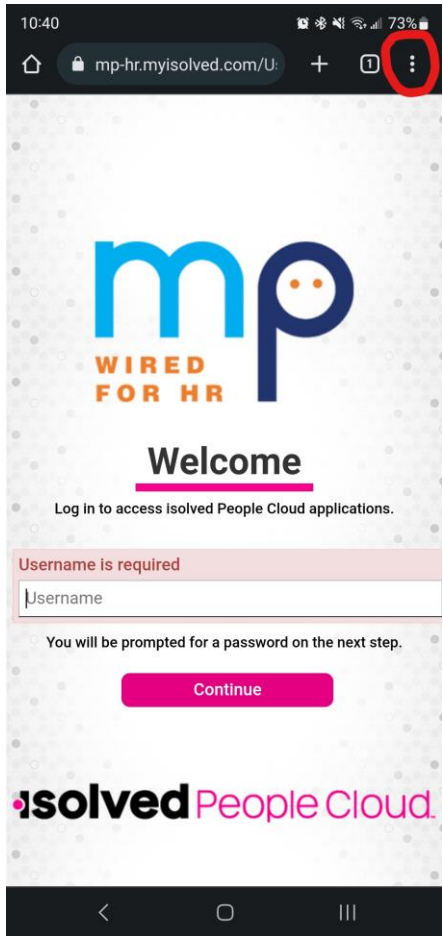 10:40
73%
mp-hr.myisolved.com/U
1
mp
WIRED
FOR HR
Welcome
Log in to access isolved People Cloud applications.
Username is required
Username
You will be prompted for a password on the next step.
Continue
isolved People Cloud.